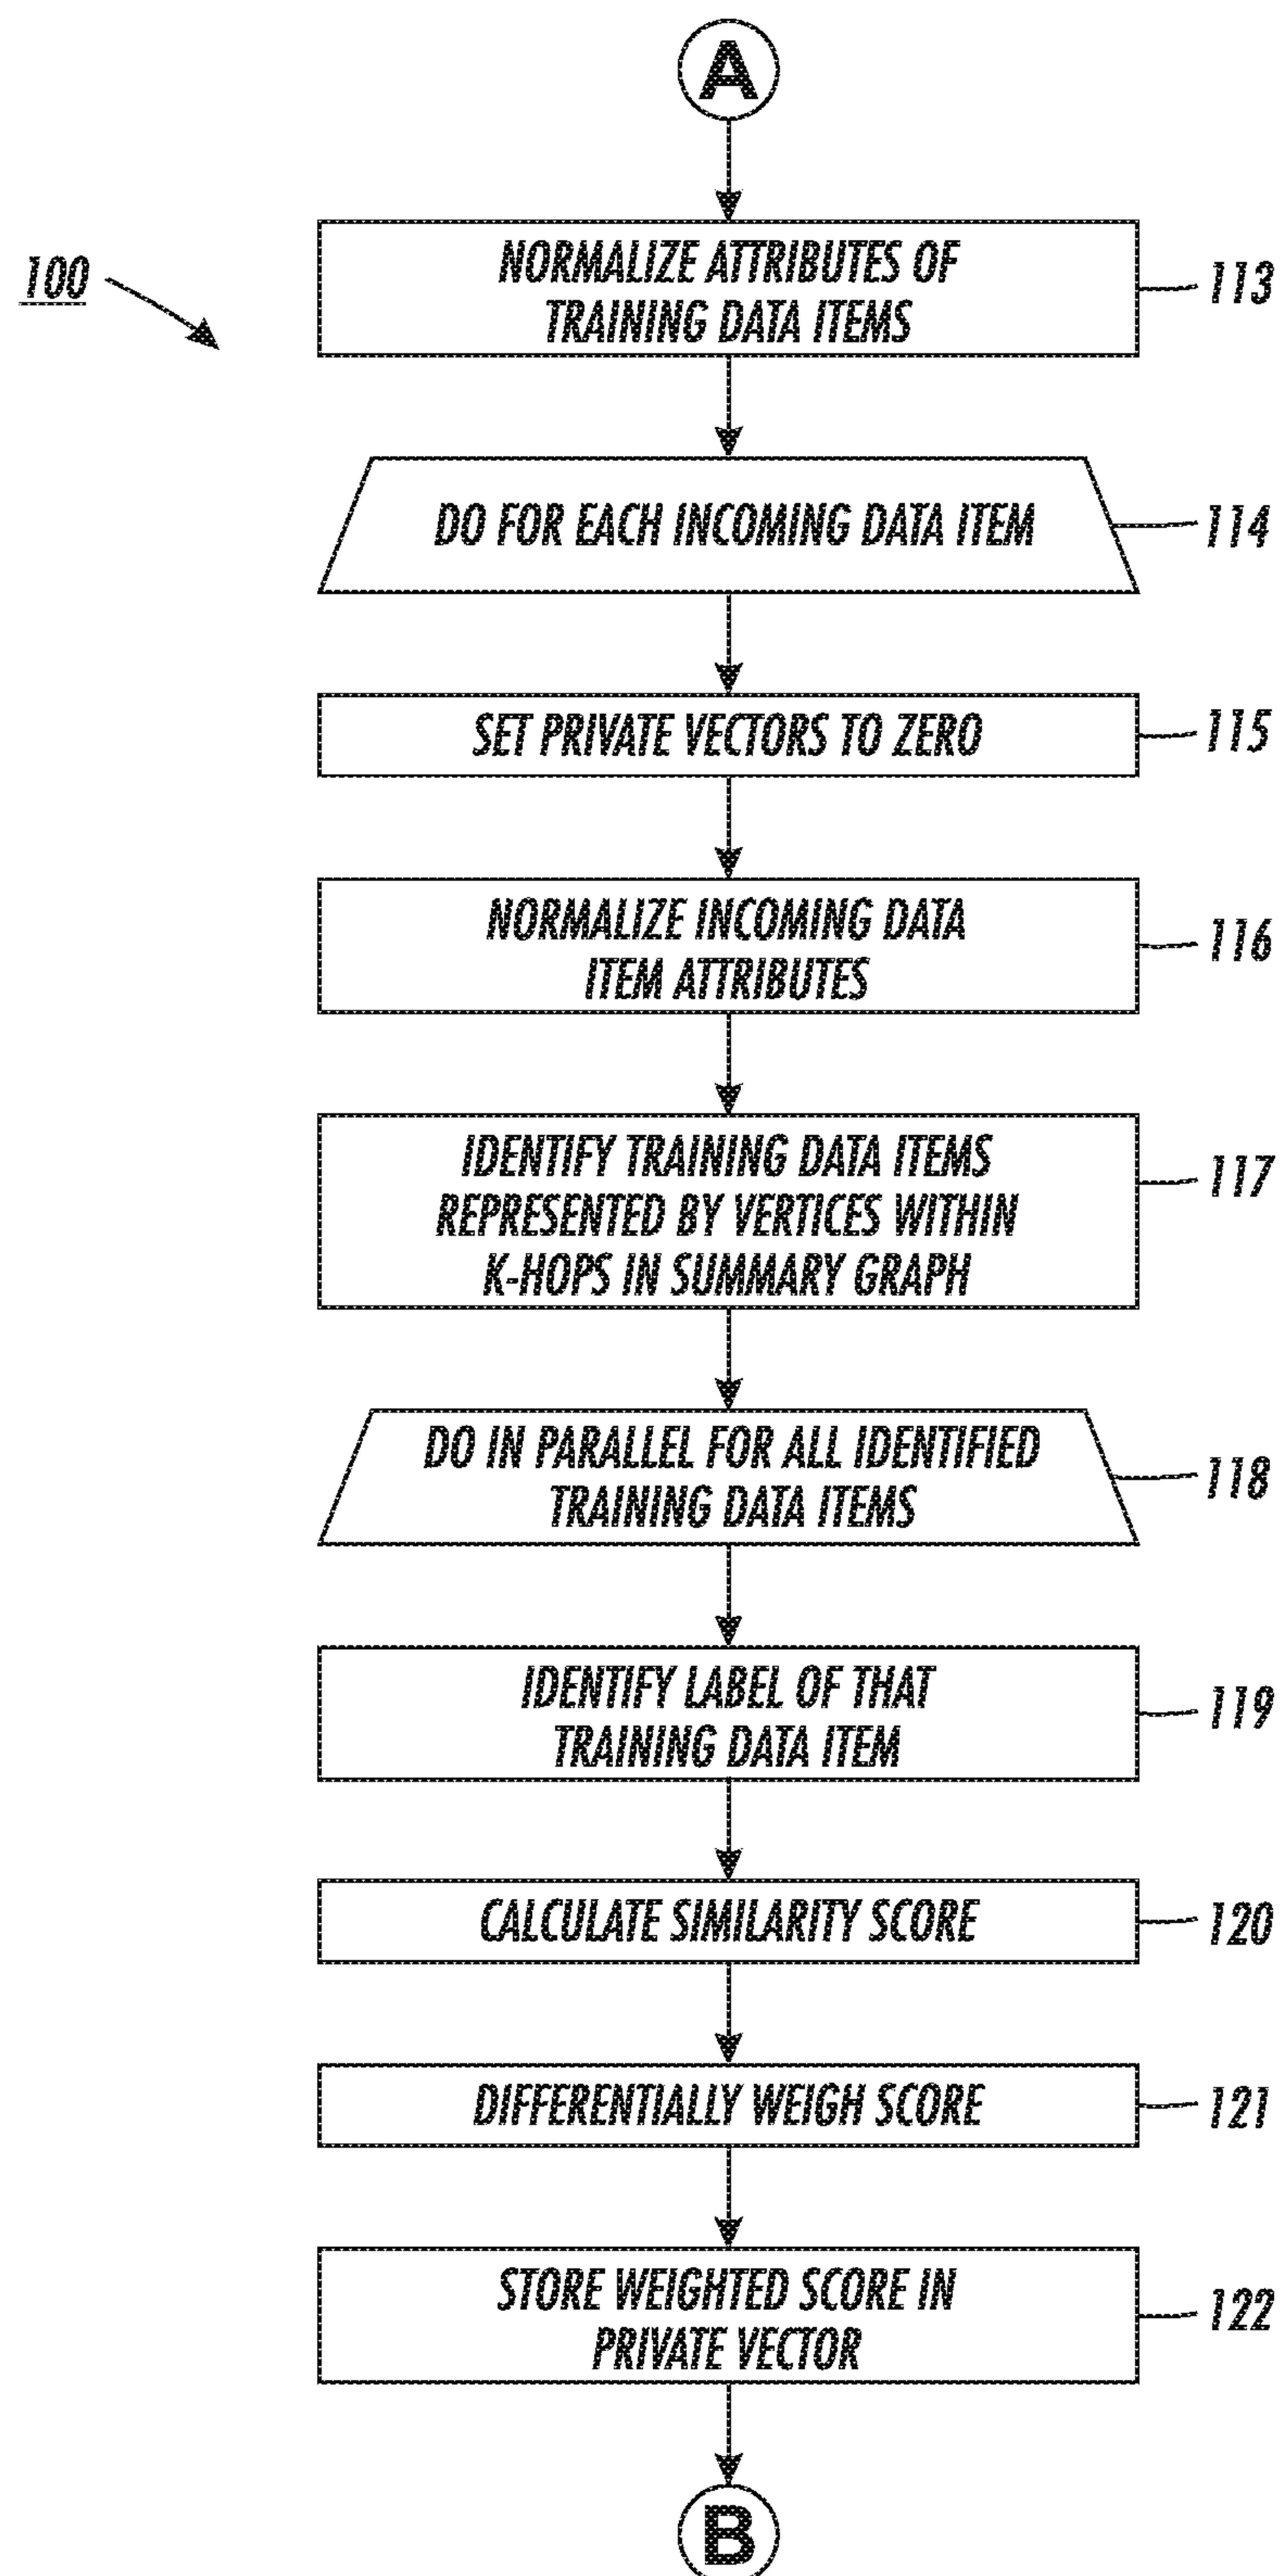 A
100
NORMALIZE ATTRIBUTES OF
TRAINING DATA ITEMS
113
DO FOR EACH INCOMING DATA ITEM
114
SET PRIVATE VECTORS TO ZERO
115
NORMALIZE INCOMING DATA
ITEM ATTRIBUTES
116
IDENTIFY TRAINING DATA ITEMS
REPRESENTED BY VERTICES WITHIN
K-HOPS IN SUMMARY GRAPH
117
DO IN PARALLEL FOR ALL IDENTIFIED
TRAINING DATA ITEMS
118
IDENTIFY LABEL OF THAT
TRAINING DATA ITEM
119
CALCULATE SIMILARITY SCORE
120
DIFFERENTIALLY WEIGH SCORE
121
STORE WEIGHTED SCORE IN
PRIVATE VECTOR
122
B